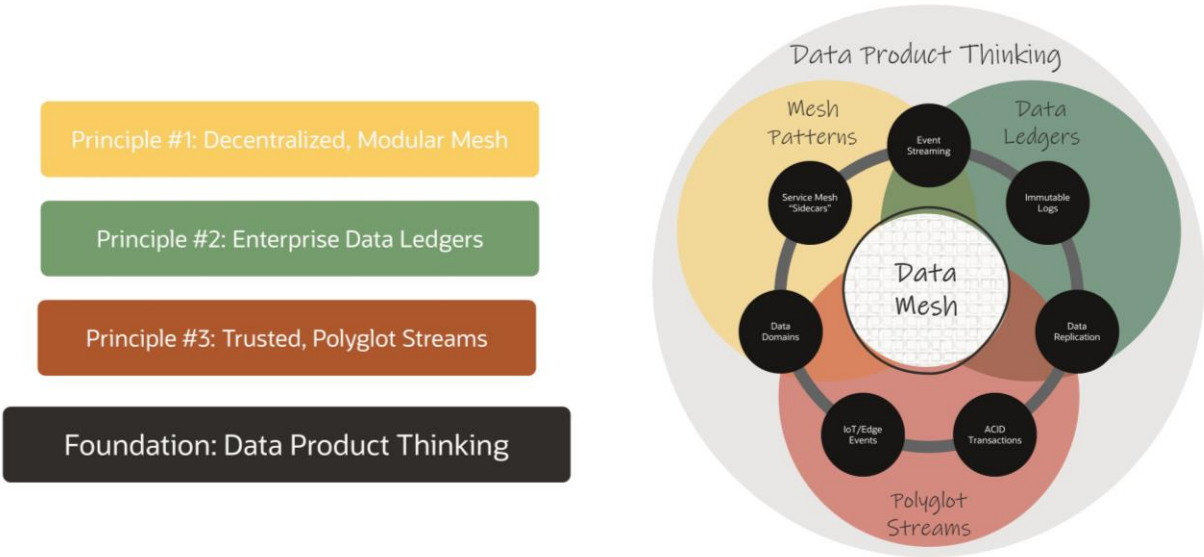 Principle #1: Decentralized, Modular Mesh
Principle #2: Enterprise Data Ledgers
Principle #3: Trusted, Polyglot Streams
Foundation: Data Product Thinking
Data Product Thinking
Mesh
Patterns
Data
Ledgers
Event
Streaming
Service Mesh
"Sidecars"
Immutable
Logs
Data
Mesh
Data
Domains
Data
Replication
IoT/Edge
Events
ACID
Transactions
Polyglot
Streams